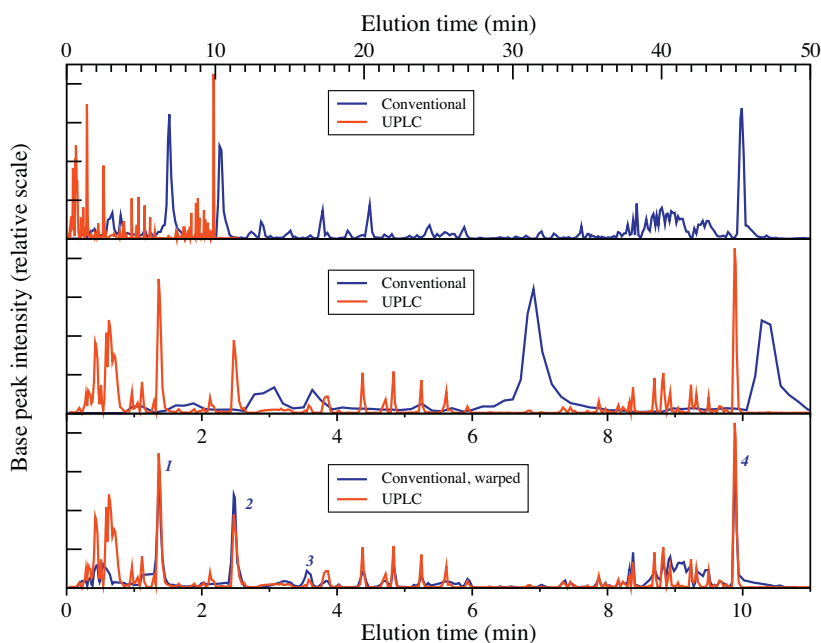 Elution time (min)
0 10 20 30 40 50
Conventional
UPLC
Base peak intensity (relative scale)
Conventional
UPLC
2 4 6 8
Conventional, warped
UPLC
1
2
3
4
0 2 4 6 8 10
Elution time (min)